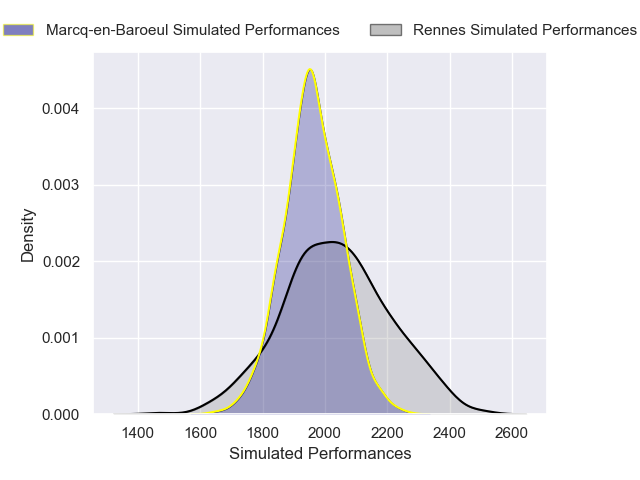 Marcq-en-Baroeul Simulated Performances
Rennes Simulated Performances
0.004
0.003
0.002
0.001
0.000
Density
1400 1600 1800 2000 2200 2400 2600
Simulated Performances